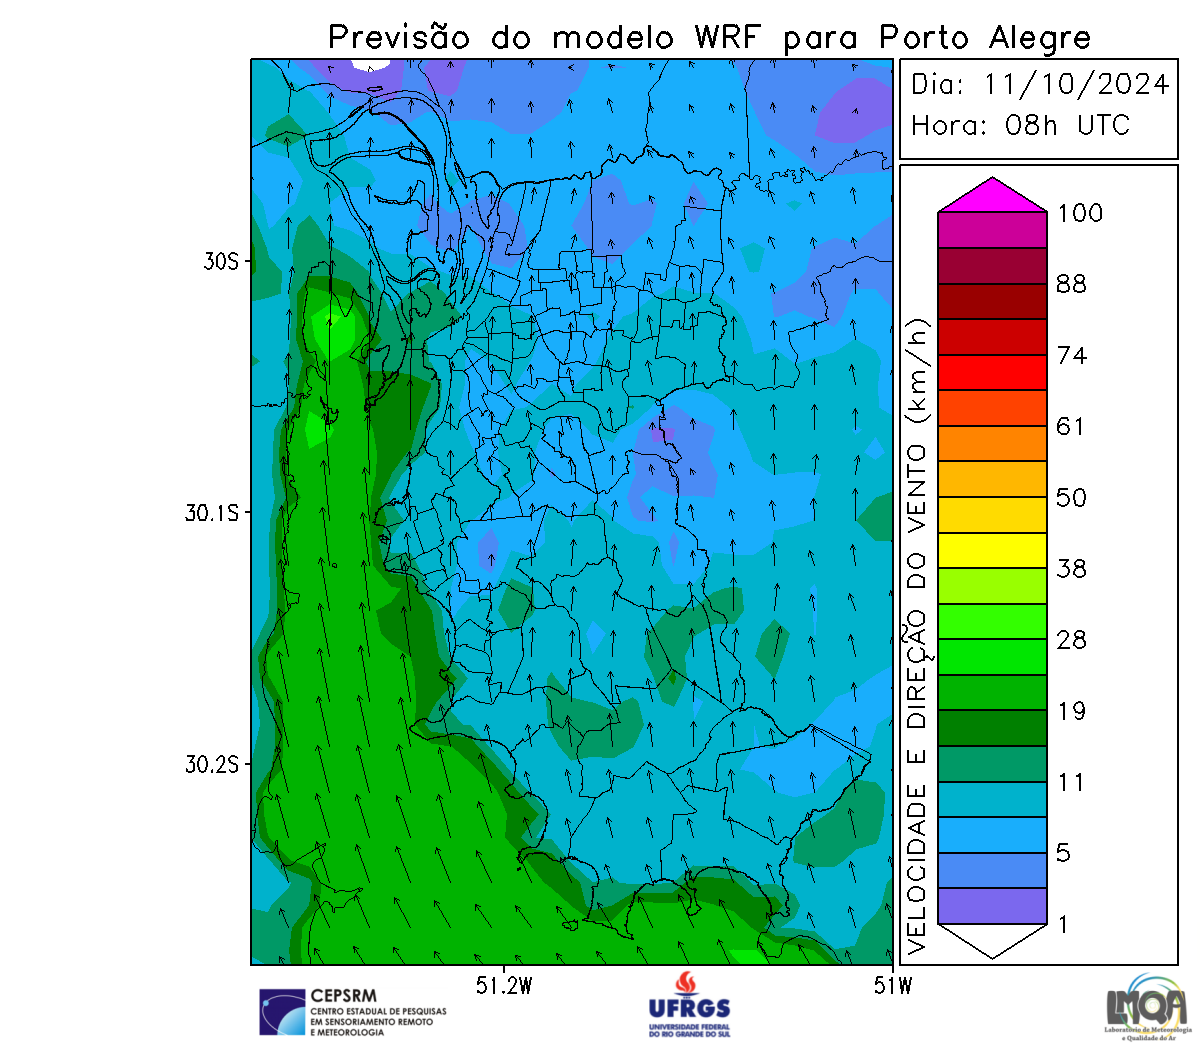 Previsão do modelo WRF para Porto Alegre
Dia: 11/10/2024
Hora: 08h UTC
100
88
74
61
50
38
28
19
11
5
1
VELOCIDADE E DIREÇÃO DO VENTO (km/h)
30S
30.1S
30.2S
51.2W
51W
CEPSRM
CENTRO ESTADUAL DE PESQUISAS
EM SENSORIAMENTO REMOTO
E METEOROLOGIA
UFRGS
UNIVERSIDADE FEDERAL
DO RIO GRANDE DO SUL
LMQA
Laboratório de Meteorologia
e Qualidade do Ar